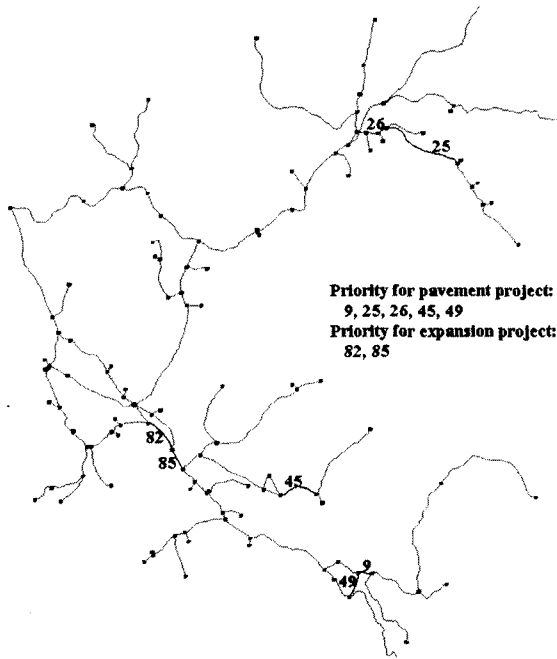 26
25
Priority for pavement project:
9, 25, 26, 45, 49
Priority for expansion project:
82, 85
82
85
45
9
49